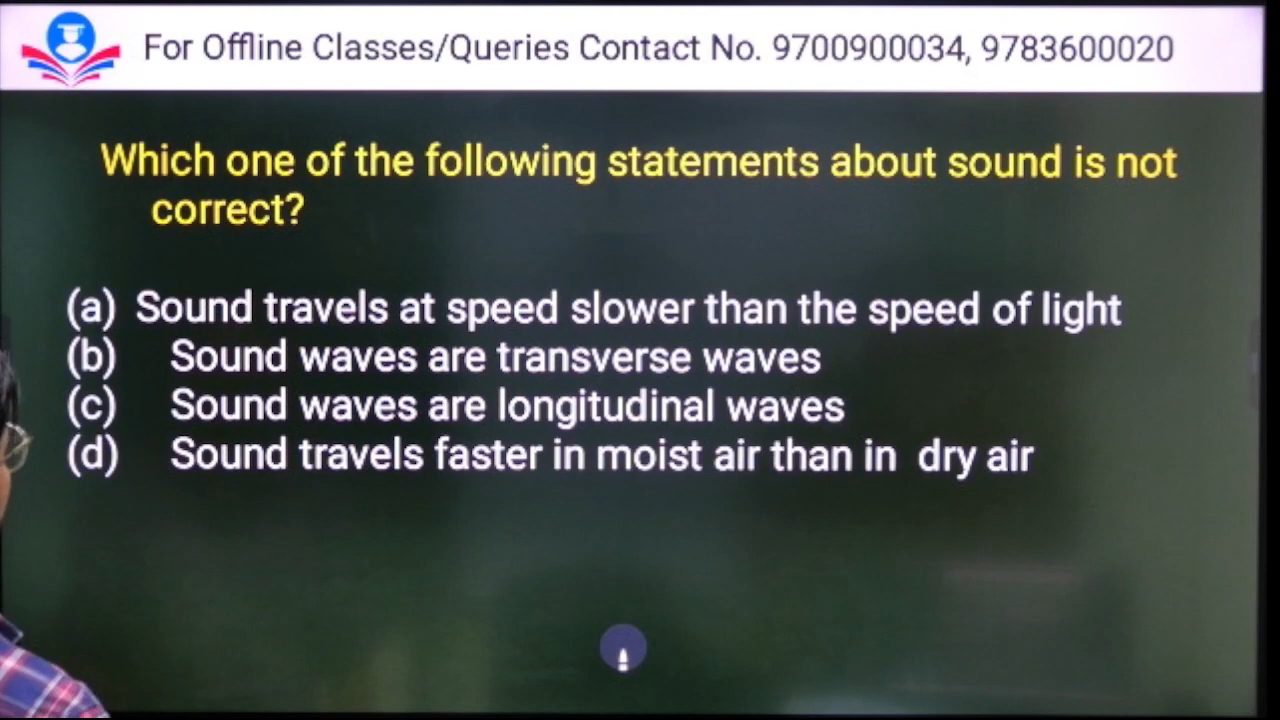 For Offline Classes/Queries Contact No. 9700900034, 9783600020
Which one of the following statements about sound is not
correct?
(a) Sound travels at speed slower than the speed of light
(b) Sound waves are transverse waves
(c) Sound waves are longitudinal waves
(d) Sound travels faster in moist air than in dry air